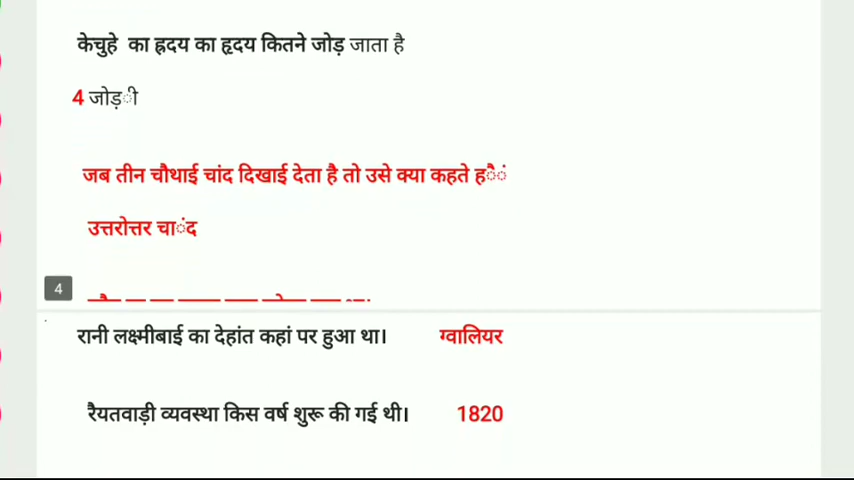 केचुहे का ह्रदय का हृदय कितने जोड़ जाता है
4 जोड़ी
जब तीन चौथाई चांद दिखाई देता है तो उसे क्या कहते हैं
उत्तरोत्तर चांद
4
रानी लक्ष्मीबाई का देहांत कहां पर हुआ था। ग्वालियर
रैयतवाड़ी व्यवस्था किस वर्ष शुरू की गई थी। 1820